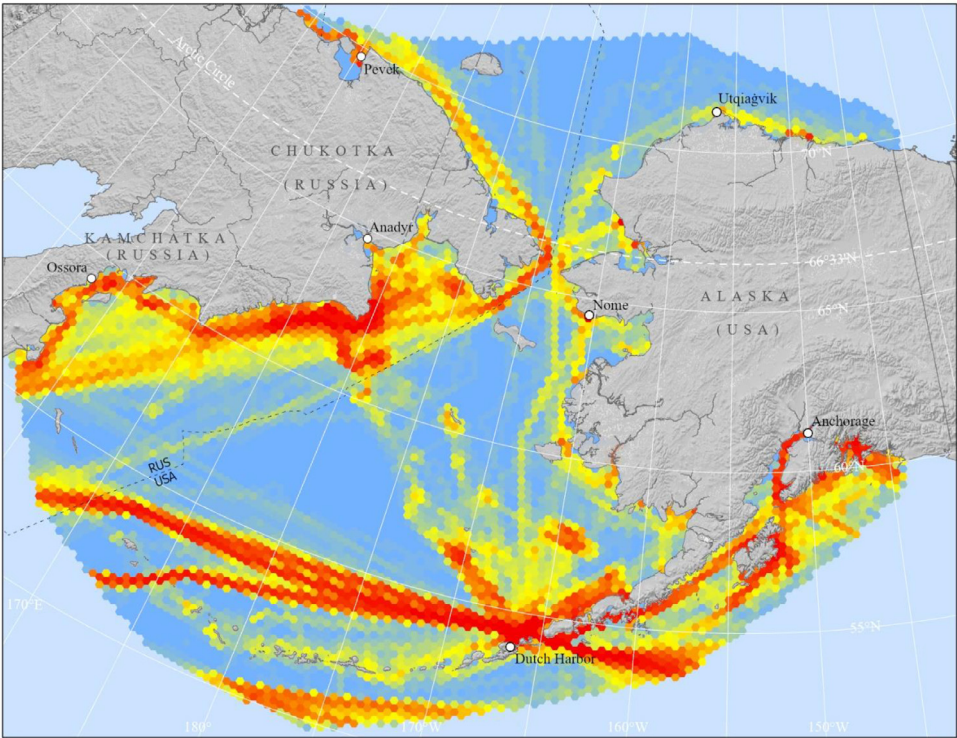 Arctic Circle
Pevek
Utqiaġvik
70°N
CHUKOTKA
(RUSSIA)
Anadyr
KAMCHATKA
(RUSSIA)
66°33'N
Ossora
ALASKA
Nome
65°N
(USA)
Anchorage
60°N
RUS
USA
170°E
55°N
Dutch Harbor
180°
170°W
160°W
150°W